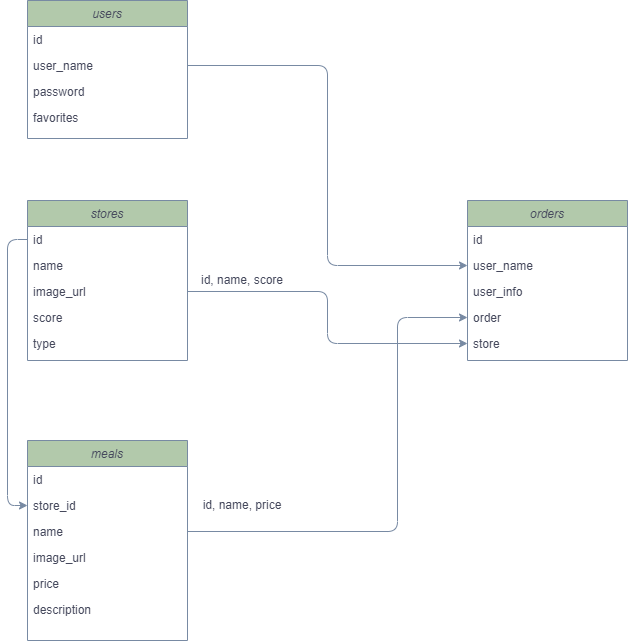 users
id
user_name
password
favorites
stores
id
name
image_url
score
type
id, name, score
orders
id
user_name
user_info
order
store
meals
id
store_id
name
image_url
price
description
id, name, price